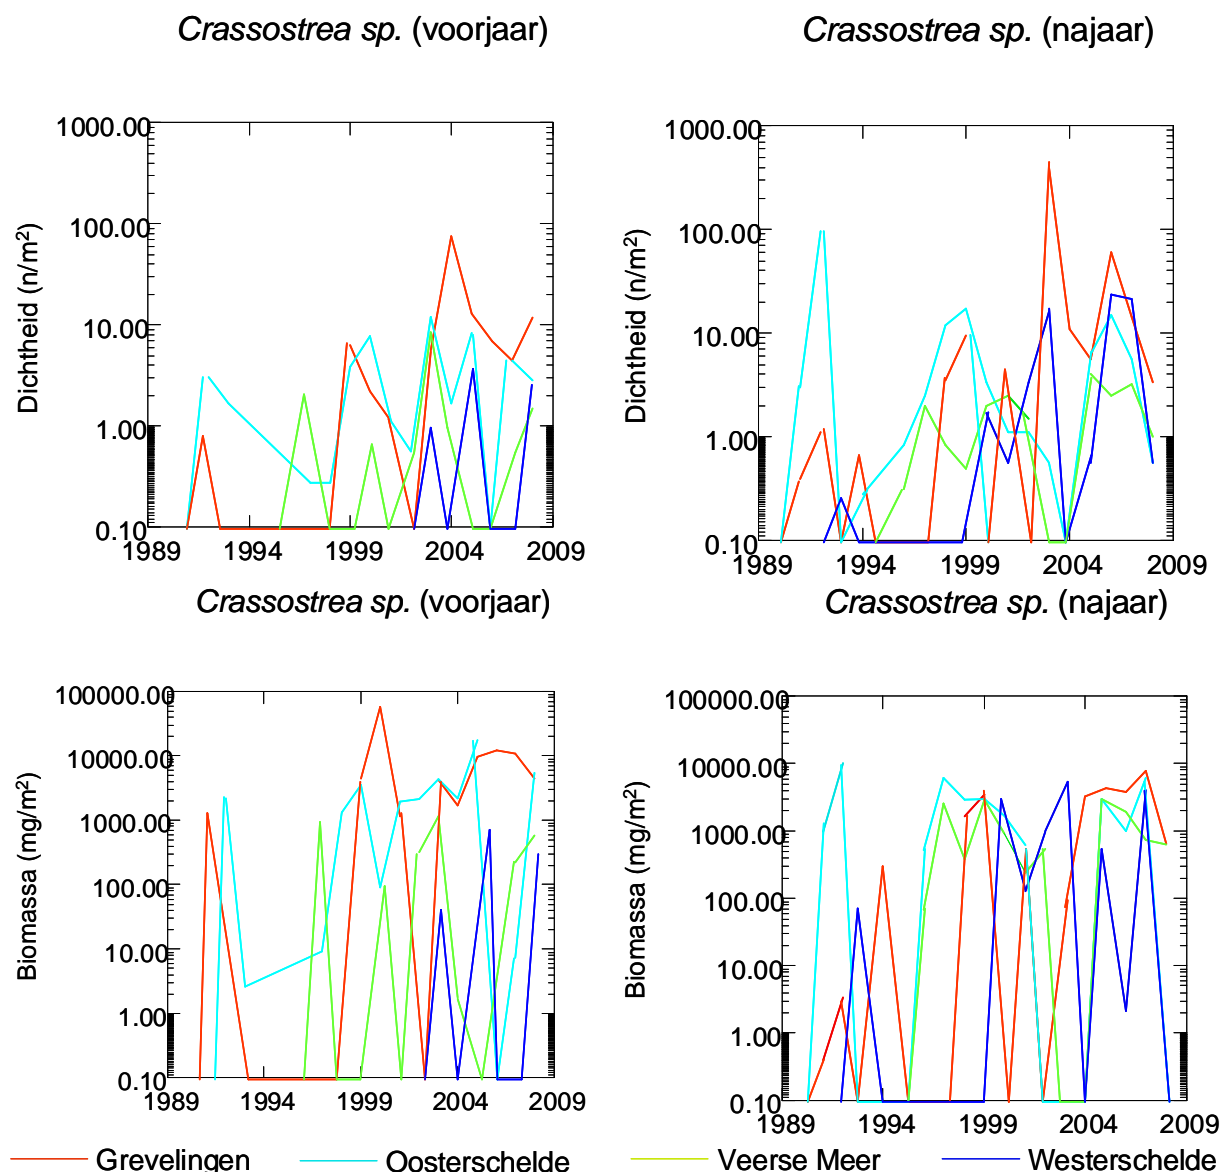 Crassostrea sp. (voorjaar)
Crassostrea sp. (najaar)
Dichtheid (n/m²)
1000.00
100.00
10.00
1.00
0.10
1989 1994 1999 2004 2009
Dichtheid (n/m²)
1000.00
100.00
10.00
1.00
0.10
1989 1994 1999 2004 2009
Crassostrea sp. (voorjaar)
Crassostrea sp. (najaar)
Biomassa (mg/m²)
100000.00
10000.00
1000.00
100.00
10.00
1.00
0.10
1989 1994 1999 2004 2009
Biomassa (mg/m²)
100000.00
10000.00
1000.00
100.00
10.00
1.00
0.10
1989 1994 1999 2004 2009
Grevelingen Oosterschelde Veerse Meer Westerschelde